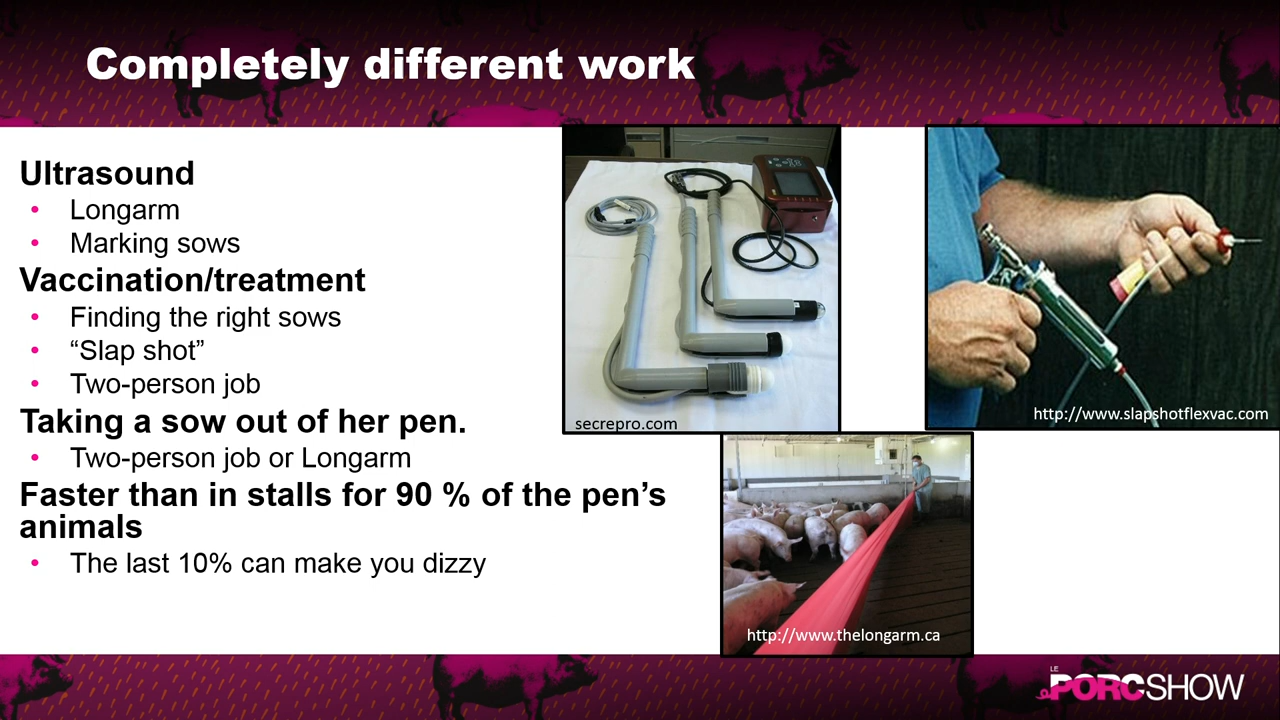 Completely different work
Ultrasound
• Longarm
• Marking sows
Vaccination/treatment
• Finding the right sows
• “Slap shot”
• Two-person job
Taking a sow out of her pen.
• Two-person job or Longarm
Faster than in stalls for 90 % of the pen’s
animals
• The last 10% can make you dizzy
secrepro.com
http://www.slapshotflexvac.com
http://www.thelongarm.ca
LE
PORCSHOW